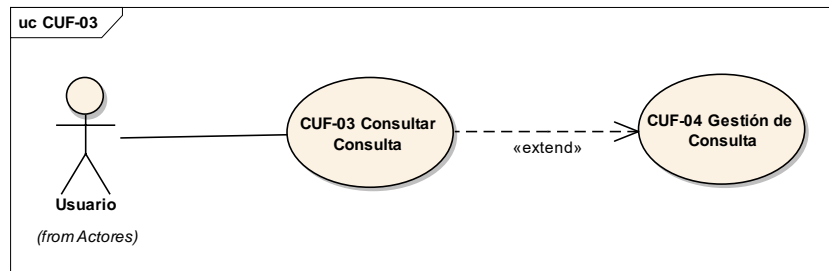 uc CUF-03
CUF-03 Consultar
Consulta
«extend»
CUF-04 Gestión de
Consulta
Usuario
(from Actores)